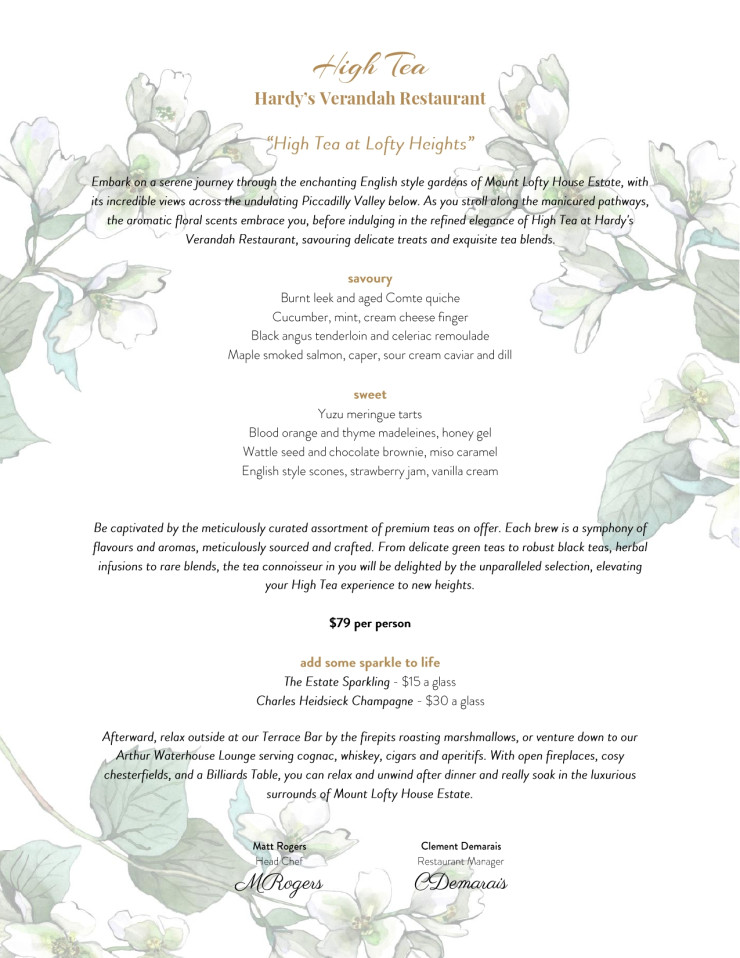 High Tea
Hardy's Verandah Restaurant
"High Tea at Lofty Heights"
Embark on a serene journey through the enchanting English style gardens of Mount Lofty House Estate, with
its incredible views across the undulating Piccadilly Valley below. As you stroll along the manicured pathways,
the aromatic floral scents embrace you, before indulging in the refined elegance of High Tea at Hardy's
Verandah Restaurant, savouring delicate treats and exquisite tea blends.
savoury
Burnt leek and aged Comte quiche
Cucumber, mint, cream cheese finger
Black angus tenderloin and celeriac remoulade
Maple smoked salmon, caper, sour cream caviar and dill
sweet
Yuzu meringue tarts
Blood orange and thyme madeleines, honey gel
Wattle seed and chocolate brownie, miso caramel
English style scones, strawberry jam, vanilla cream
Be captivated by the meticulously curated assortment of premium teas on offer. Each brew is a symphony of
flavours and aromas, meticulously sourced and crafted. From delicate green teas to robust black teas, herbal
infusions to rare blends, the tea connoisseur in you will be delighted by the unparalleled selection, elevating
your High Tea experience to new heights.
$79 per person
add some sparkle to life
The Estate Sparkling - $15 a glass
Charles Heidsieck Champagne - $30 a glass
Afterward, relax outside at our Terrace Bar by the firepits roasting marshmallows, or venture down to our
Arthur Waterhouse Lounge serving cognac, whiskey, cigars and aperitifs. With open fireplaces, cosy
chesterfields, and a Billiards Table, you can relax and unwind after dinner and really soak in the luxurious
surrounds of Mount Lofty House Estate.
Matt Rogers
Head Chef
MRogers
Clement Demarais
Restaurant Manager
CDemarais